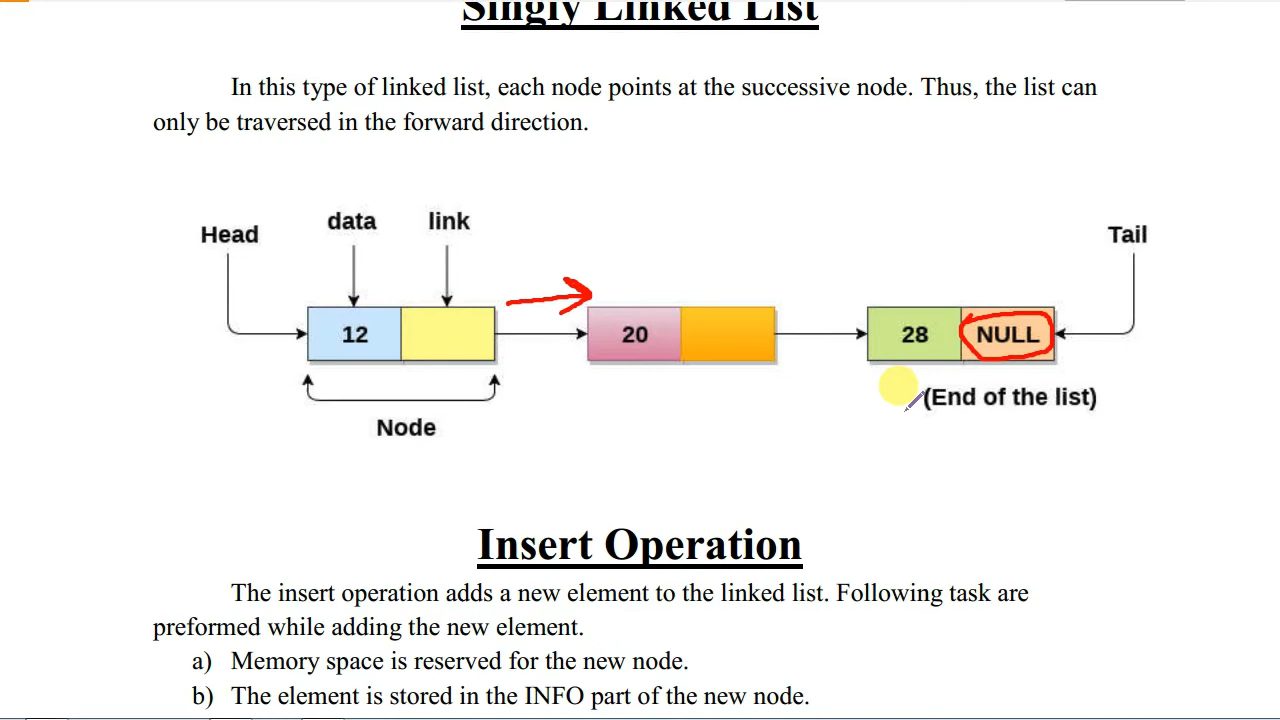 Singly Linked List
In this type of linked list, each node points at the successive node. Thus, the list can
only be traversed in the forward direction.
Head
data
link
Tail
12
20
28
NULL
(End of the list)
Node
Insert Operation
The insert operation adds a new element to the linked list. Following task are
preformed while adding the new element.
a) Memory space is reserved for the new node.
b) The element is stored in the INFO part of the new node.